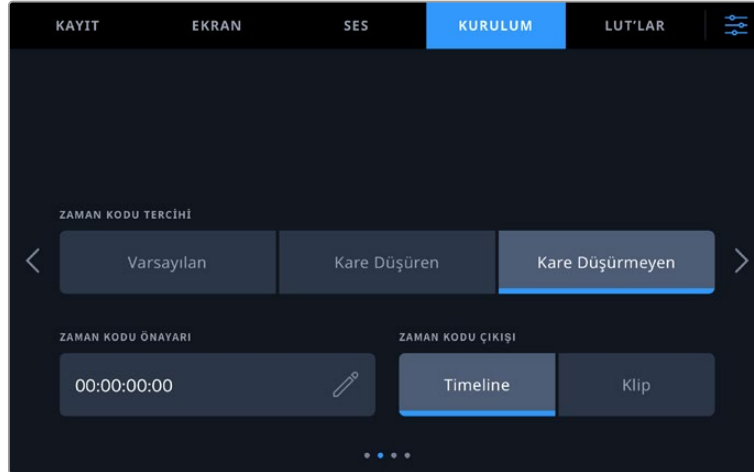 KAYIT EKRAN SES KURULUM LUT'LAR
ZAMAN KODU TERCİHİ
Varsayılan Kare Düşüren Kare Düşürmeyen
ZAMAN KODU ÖNAYARI ZAMAN KODU ÇIKIŞI
00:00:00:00 Timeline Klip